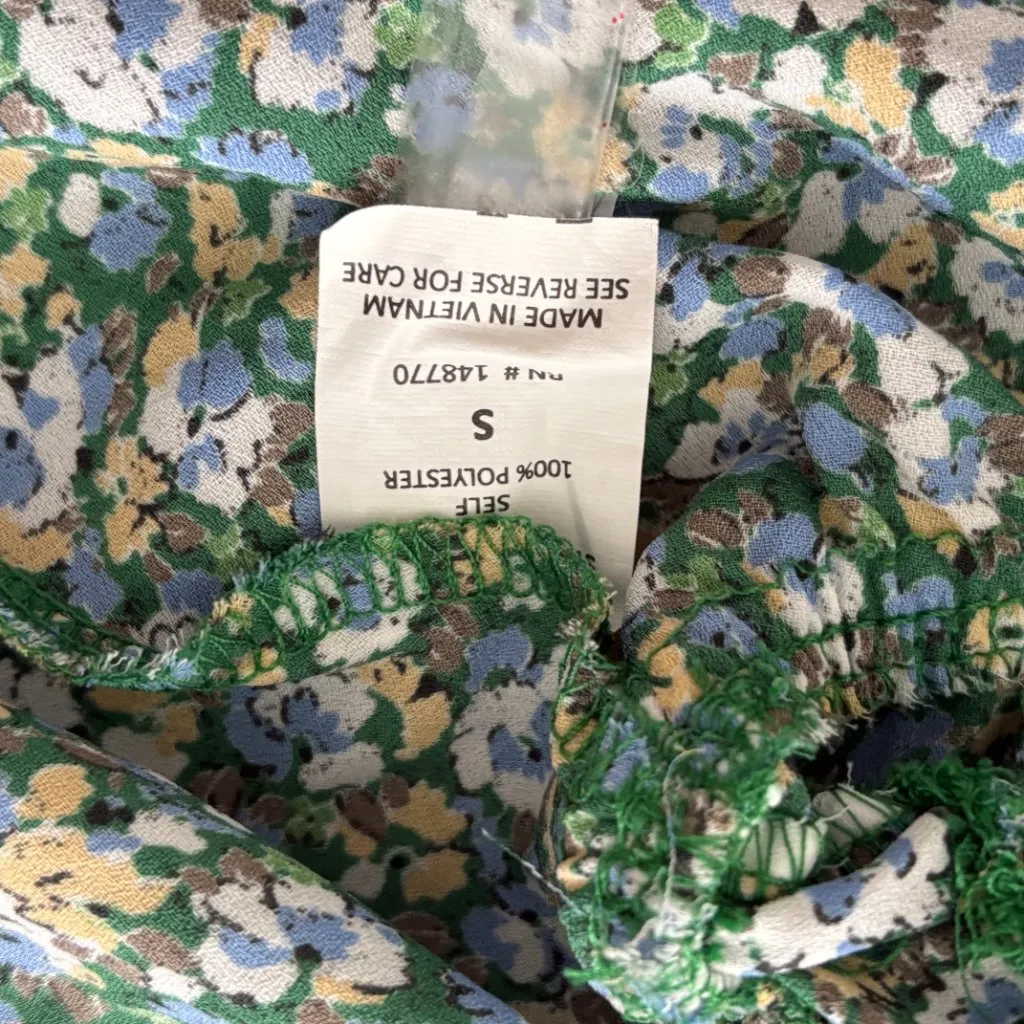 SELF
100% POLYESTER
S
RN # 148770
MADE IN VIETNAM
SEE REVERSE FOR CARE